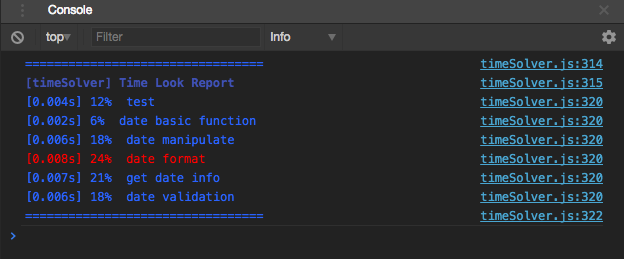 Console
top Filter Info
================================= timeSolver.js:314
[timeSolver] Time Look Report timeSolver.js:315
[0.004s] 12% test timeSolver.js:320
[0.002s] 6% date basic function timeSolver.js:320
[0.006s] 18% date manipulate timeSolver.js:320
[0.008s] 24% date format timeSolver.js:320
[0.007s] 21% get date info timeSolver.js:320
[0.006s] 18% date validation timeSolver.js:320
================================= timeSolver.js:322